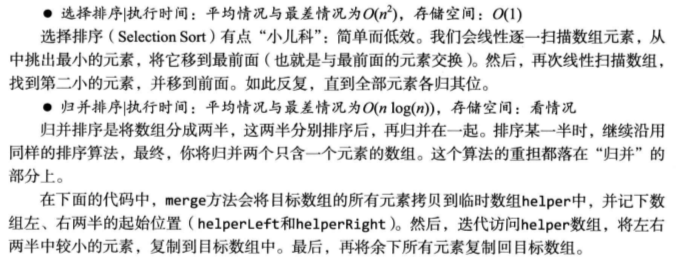 ● 选择排序|执行时间：平均情况与最差情况为O(n²)，存储空间：O(1)
选择排序（Selection Sort）有点“小儿科”：简单而低效。我们会线性逐一扫描数组元素，从
中挑出最小的元素，将它移到最前面（也就是与最前面的元素交换）。然后，再次线性扫描数组，
找到第二小的元素，并移到前面。如此反复，直到全部元素各归其位。
● 归并排序|执行时间：平均情况与最差情况为O(n log(n))，存储空间：看情况
归并排序是将数组分成两半，这两半分别排序后，再归并在一起。排序某一半时，继续沿用
同样的排序算法，最终，你将归并两个只含一个元素的数组。这个算法的重担都落在“归并”的
部分上。
在下面的代码中，merge方法会将目标数组的所有元素拷贝到临时数组helper中，并记下数
组左、右两半的起始位置（helperLeft和helperRight）。然后，迭代访问helper数组，将左右
两半中较小的元素，复制到目标数组中。最后，再将余下所有元素复制回目标数组。